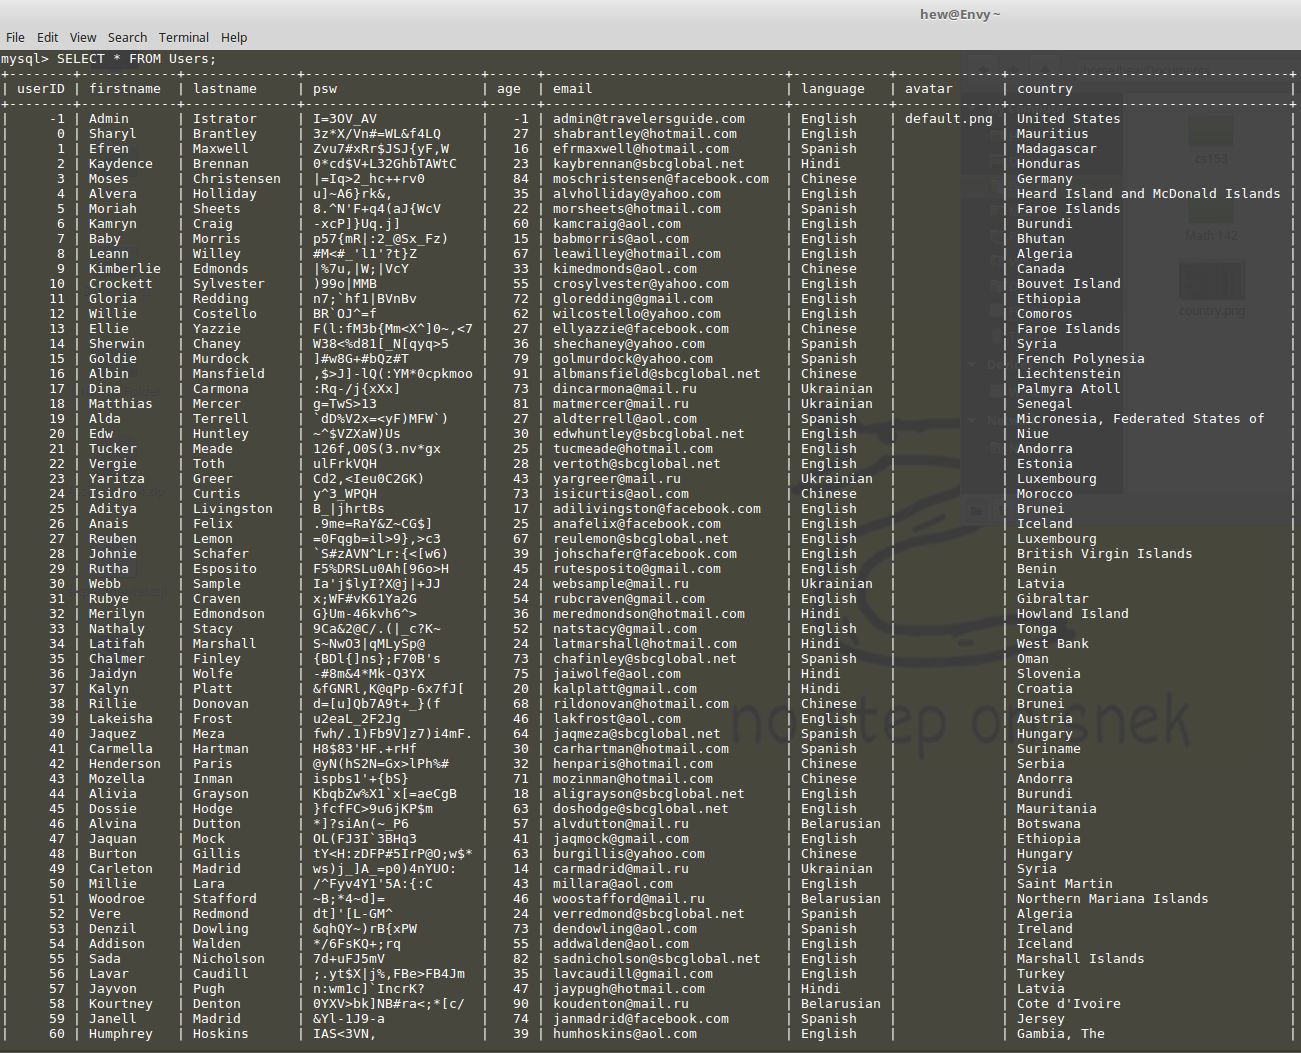 hew@Envy ~
File Edit View Search Terminal Help
mysql> SELECT * FROM Users;
| userID | firstname | lastname | psw | age | email | language | avatar | country |
| -1 | Admin | Istrator | I=3OV_AV | -1 | admin@travelersguide.com | English | default.png | United States |
| 0 | Sharyl | Brantley | 3z*X/Vn#=WL&f4LQ | 27 | shabrantley@hotmail.com | English | | Mauritius |
| 1 | Efren | Maxwell | Zvu7#xRr$JSJ{yF,W | 16 | efrmaxwell@hotmail.com | Spanish | | Madagascar |
| 2 | Kaydence | Brennan | 0*cd$V+L32GhbTAWtC | 23 | kaybrennan@sbcglobal.net | Hindi | | Honduras |
| 3 | Moses | Christensen | |=Iq>2_hc++rv0 | 84 | moschristensen@facebook.com | Chinese | | Germany |
| 4 | Alvera | Holliday | u]~A6}rk&, | 35 | alvholliday@yahoo.com | English | | Heard Island and McDonald Islands |
| 5 | Moriah | Sheets | 8.^N'F+q4(aJ{WcV | 22 | morsheets@hotmail.com | Spanish | | Faroe Islands |
| 6 | Kamryn | Craig | -xcP]}Uq.j] | 60 | kamcraig@aol.com | English | | Burundi |
| 7 | Baby | Morris | p57{mR|:2_@Sx_Fz) | 15 | babmorris@aol.com | English | | Bhutan |
| 8 | Leann | Willey | #M<#_'l1'?t}Z | 67 | leawilley@hotmail.com | English | | Algeria |
| 9 | Kimberlie | Edmonds | |%7u,|W;|VcY | 33 | kimedmonds@aol.com | Chinese | | Canada |
| 10 | Crockett | Sylvester | )99o|MMB | 55 | crosylvester@yahoo.com | English | | Bouvet Island |
| 11 | Gloria | Redding | n7;`hf1|BVnBv | 72 | gloredding@gmail.com | English | | Ethiopia |
| 12 | Willie | Costello | BR`OJ^=f | 62 | wilcostello@yahoo.com | English | | Comoros |
| 13 | Ellie | Yazzie | F(l:fM3b{Mm<X^]0~,<7 | 27 | ellyazzie@facebook.com | Chinese | | Faroe Islands |
| 14 | Sherwin | Chaney | W38<%d81[_N[qyq>5 | 36 | shechaney@yahoo.com | Spanish | | Syria |
| 15 | Goldie | Murdock | ]#w8G+#bQz#T | 79 | golmurdock@yahoo.com | Spanish | | French Polynesia |
| 16 | Albin | Mansfield | ,$>J]-lQ(:YM*0cpkmoo | 91 | albmansfield@sbcglobal.net | Chinese | | Liechtenstein |
| 17 | Dina | Carmona | :Rq-/j{xXx] | 73 | dincarmona@mail.ru | Ukrainian | | Palmyra Atoll |
| 18 | Matthias | Mercer | g=TwS>13 | 81 | matmercer@mail.ru | Ukrainian | | Senegal |
| 19 | Alda | Terrell | `dD%V2x=<yF)MFW`) | 27 | aldterrell@aol.com | Spanish | | Micronesia, Federated States of |
| 20 | Edw | Huntley | ~^$VZXaW)Us | 30 | edwhuntley@sbcglobal.net | English | | Niue |
| 21 | Tucker | Meade | 126f,O0S(3.nv*gx | 25 | tucmeade@hotmail.com | English | | Andorra |
| 22 | Vergie | Toth | ulFrkVQH | 28 | vertoth@sbcglobal.net | English | | Estonia |
| 23 | Yaritza | Greer | Cd2,<Ieu0C2GK) | 43 | yargreer@mail.ru | Ukrainian | | Luxembourg |
| 24 | Isidro | Curtis | y^3_WPQH | 73 | isicurtis@aol.com | Chinese | | Morocco |
| 25 | Aditya | Livingston | B_|jhrtBs | 17 | adilivingston@facebook.com | English | | Brunei |
| 26 | Anais | Felix | .9me=RaY&Z~CG$] | 25 | anafelix@facebook.com | English | | Iceland |
| 27 | Reuben | Lemon | =0Fqgb=il>9},>c3 | 67 | reulemon@sbcglobal.net | English | | Luxembourg |
| 28 | Johnie | Schafer | `S#zAVN^Lr:{<[w6) | 39 | johschafer@facebook.com | English | | British Virgin Islands |
| 29 | Rutha | Esposito | F5%DRSLu0Ah[96o>H | 45 | rutesposito@gmail.com | English | | Benin |
| 30 | Webb | Sample | Ia'j$lyI?X@j|+JJ | 24 | websample@mail.ru | Ukrainian | | Latvia |
| 31 | Rubye | Craven | x;WF#vK61Ya2G | 54 | rubcraven@gmail.com | English | | Gibraltar |
| 32 | Merilyn | Edmondson | G}Um-46kvh6^> | 36 | meredmondson@hotmail.com | Hindi | | Howland Island |
| 33 | Nathaly | Stacy | 9Ca&2@C/.(|_c?K~ | 52 | natstacy@gmail.com | English | | Tonga |
| 34 | Latifah | Marshall | S~NwO3|qMLySp@ | 24 | latmarshall@hotmail.com | Hindi | | West Bank |
| 35 | Chalmer | Finley | {BDl{]ns};F70B's | 73 | chafinley@sbcglobal.net | Spanish | | Oman |
| 36 | Jaidyn | Wolfe | -#8m&4*Mk-Q3YX | 75 | jaiwolfe@aol.com | Hindi | | Slovenia |
| 37 | Kalyn | Platt | &fGNRl,K@qPp-6x7fJ[ | 20 | kalplatt@gmail.com | Hindi | | Croatia |
| 38 | Rillie | Donovan | d=[u]Qb7A9t+_}(f | 68 | rildonovan@hotmail.com | Chinese | | Brunei |
| 39 | Lakeisha | Frost | u2eaL_2F2Jg | 46 | lakfrost@aol.com | English | | Austria |
| 40 | Jaquez | Meza | fwh/.1)Fb9V]z7)i4mF. | 64 | jaqmeza@sbcglobal.net | Spanish | | Hungary |
| 41 | Carmella | Hartman | H8$83'HF.+rHf | 30 | carhartman@hotmail.com | Spanish | | Suriname |
| 42 | Henderson | Paris | @yN(hS2N=Gx>lPh%# | 32 | henparis@hotmail.com | Chinese | | Serbia |
| 43 | Mozella | Inman | ispbs1'+{bS} | 71 | mozinman@hotmail.com | Chinese | | Andorra |
| 44 | Alivia | Grayson | KbqbZw%X1`x[=aeCgB | 18 | aligrayson@sbcglobal.net | English | | Burundi |
| 45 | Dossie | Hodge | }fcfFC>9u6jKP$m | 63 | doshodge@sbcglobal.net | English | | Mauritania |
| 46 | Alvina | Dutton | *]?siAn(~_P6 | 57 | alvdutton@mail.ru | Belarusian | | Botswana |
| 47 | Jaquan | Mock | OL(FJ3I`3BHq3 | 41 | jaqmock@gmail.com | English | | Ethiopia |
| 48 | Burton | Gillis | tY<H:zDFP#5IrP@O;w$* | 63 | burgillis@yahoo.com | Chinese | | Hungary |
| 49 | Carleton | Madrid | ws)j_]A_=p0)4nYUO: | 14 | carmadrid@mail.ru | Ukrainian | | Syria |
| 50 | Millie | Lara | /^Fyv4Y1'5A:{:C | 43 | millara@aol.com | English | | Saint Martin |
| 51 | Woodroe | Stafford | ~B;*4~d]= | 46 | woostafford@mail.ru | Belarusian | | Northern Mariana Islands |
| 52 | Vere | Redmond | dt]'[L-GM^ | 24 | verredmond@sbcglobal.net | Spanish | | Algeria |
| 53 | Denzil | Dowling | &qhQY~)rB{xPW | 73 | dendowling@aol.com | Spanish | | Ireland |
| 54 | Addison | Walden | */6FsKQ+;rq | 55 | addwalden@aol.com | English | | Iceland |
| 55 | Sada | Nicholson | 7d+uFJ5mV | 82 | sadnicholson@sbcglobal.net | English | | Marshall Islands |
| 56 | Lavar | Caudill | ;.yt$X|j%,FBe>FB4Jm | 35 | lavcaudill@gmail.com | English | | Turkey |
| 57 | Jayvon | Pugh | n:wm1c]`IncrK? | 47 | jaypugh@hotmail.com | Hindi | | Latvia |
| 58 | Kourtney | Denton | 0YXV>bk]NB#ra<;*[c/ | 90 | koudenton@mail.ru | Belarusian | | Cote d'Ivoire |
| 59 | Janell | Madrid | &Yl-1J9-a | 74 | janmadrid@facebook.com | Spanish | | Jersey |
| 60 | Humphrey | Hoskins | IAS<3VN, | 39 | humhoskins@aol.com | English | | Gambia, The |
cs153
Math 142
country.png
no step on snek